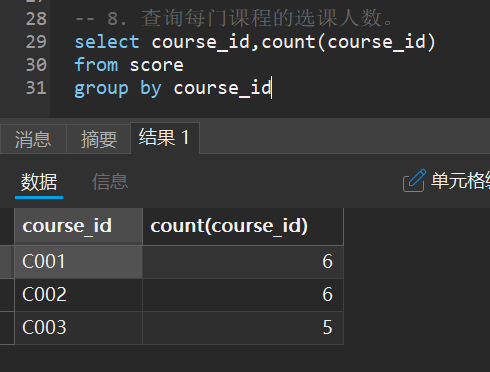 28 -- 8. 查询每门课程的选课人数。
29 select course_id,count(course_id)
30 from score
31 group by course_id
消息 摘要 结果 1
数据 信息 单元格编
course_id count(course_id)
C001 6
C002 6
C003 5